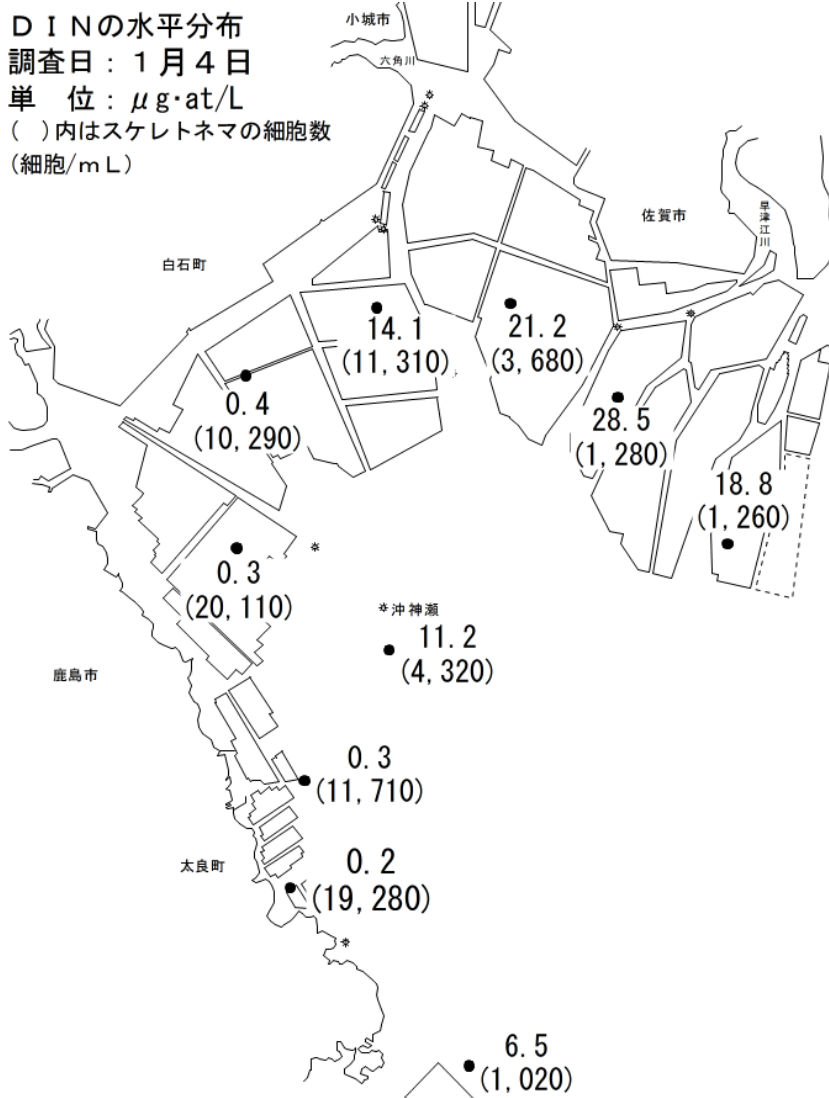 ＤＩＮの水平分布
調査日：１月４日
単　位：μg·at/L
(　)内はスケレトネマの細胞数
(細胞/ｍＬ)
小城市
六角川
佐賀市
早津江川
白石町
14.1
(11,310)
21.2
(3,680)
0.4
(10,290)
28.5
(1,280)
18.8
(1,260)
0.3
(20,110)
沖神瀬
11.2
(4,320)
鹿島市
0.3
(11,710)
太良町
0.2
(19,280)
6.5
(1,020)